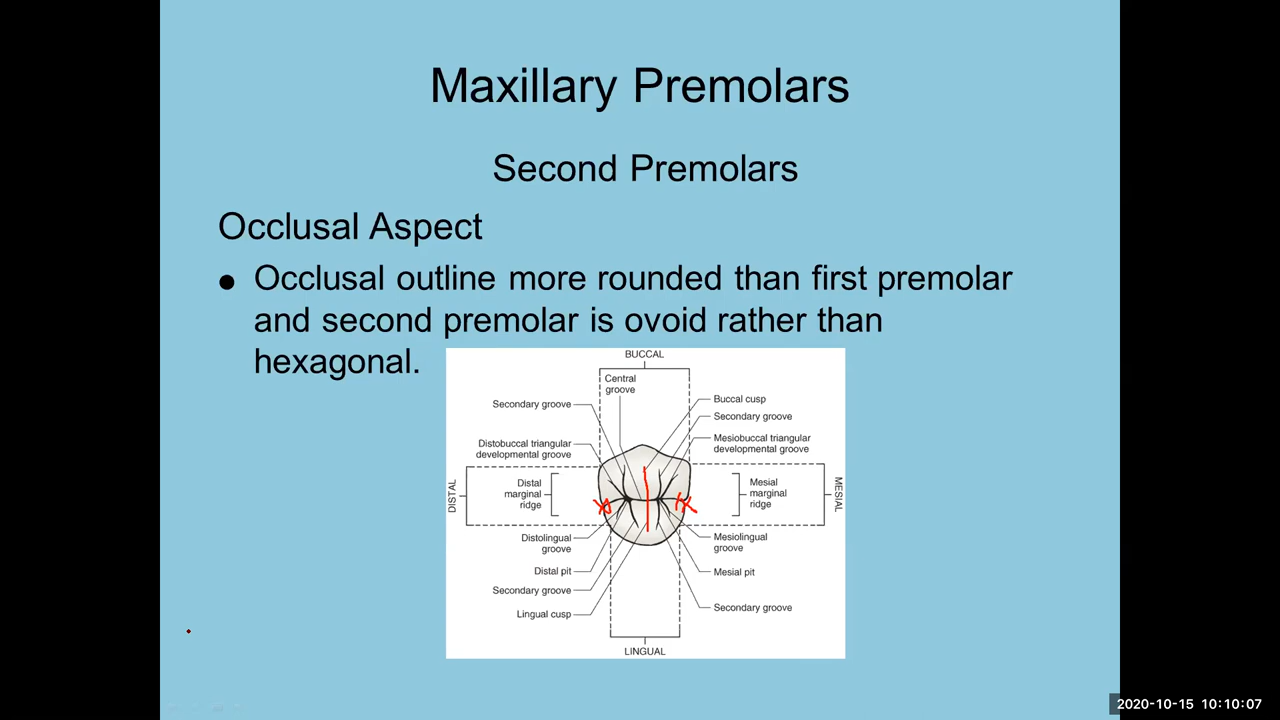 Maxillary Premolars
Second Premolars
Occlusal Aspect
● Occlusal outline more rounded than first premolar
and second premolar is ovoid rather than
hexagonal.
BUCCAL
Central
groove
Secondary groove
Buccal cusp
Secondary groove
Distobuccal triangular
developmental groove
Mesiobuccal triangular
developmental groove
DISTAL
Distal
marginal
ridge
Mesial
marginal
ridge
MESIAL
Distolingual
groove
Mesiolingual
groove
Distal pit
Mesial pit
Secondary groove
Secondary groove
Lingual cusp
LINGUAL
2020-10-15 10:10:07